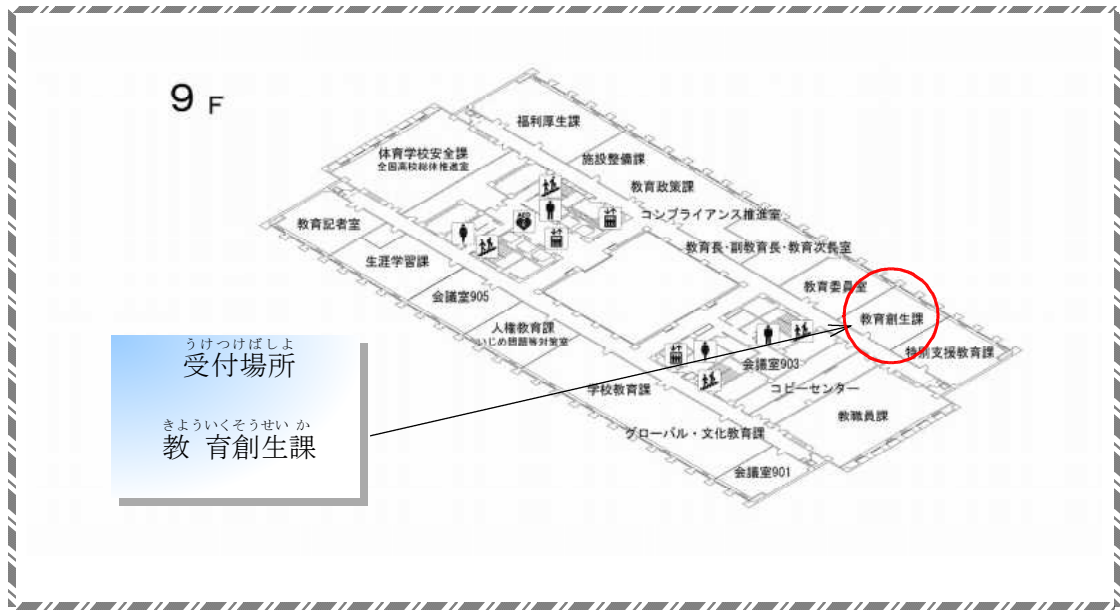 9 F
福利厚生課
体育学校安全課
全国高校総体推進室
施設整備課
教育政策課
コンプライアンス推進室
教育記者室
教育長・副教育長・教育次長室
生涯学習課
教育委員室
会議室905
教育創生課
人権教育課
いじめ問題等対策室
特別支援教育課
会議室903
学校教育課
コピーセンター
教職員課
グローバル・文化教育課
会議室901
うけつけばしよ
受付場所
きよういくそうせい か
教 育創生課
AED